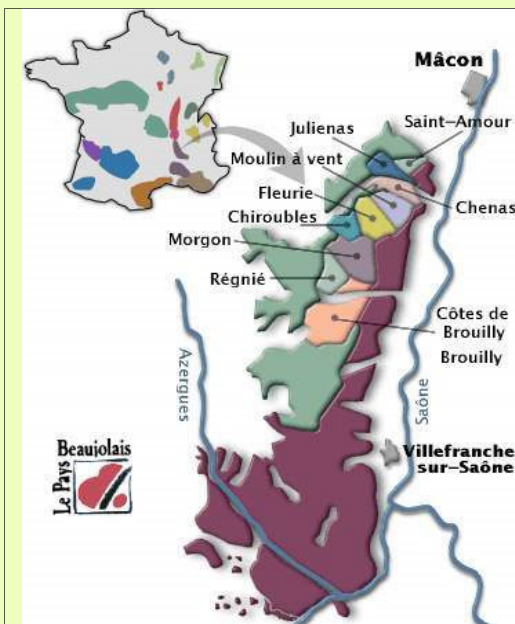 Mâcon
Saint–Amour
Julienas
Moulin à vent
Fleurie
Chenas
Chiroubles
Morgon
Régnié
Côtes de
Brouilly
Brouilly
Azergues
Saône
Villefranche
sur–Saône
Le Pays
Beaujolais